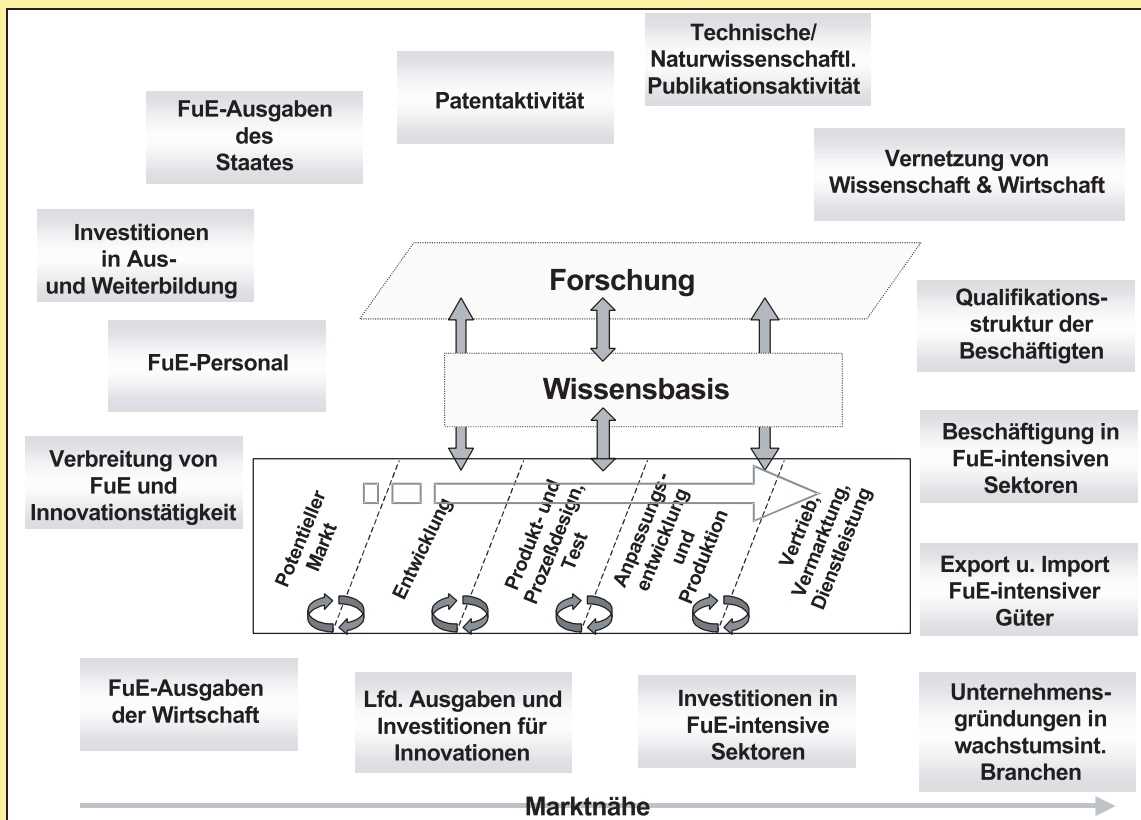 Technische/
Naturwissenschaftl.
Publikationsaktivität
Patentaktivität
FuE-Ausgaben
des
Staates
Vernetzung von
Wissenschaft & Wirtschaft
Investitionen
in Aus-
und Weiterbildung
Forschung
Qualifikations-
struktur der
Beschäftigten
FuE-Personal
Wissensbasis
Verbreitung von
FuE und
Innovationstätigkeit
Beschäftigung in
FuE-intensiven
Sektoren
Potentieller
Markt
Entwicklung
Produkt- und
Prozeßdesign,
Test
Anpassungs-
entwicklung
und
Produktion
Vertrieb,
Vermarktung,
Dienstleistung
Export u. Import
FuE-intensiver
Güter
FuE-Ausgaben
der Wirtschaft
Lfd. Ausgaben und
Investitionen für
Innovationen
Investitionen in
FuE-intensive
Sektoren
Unternehmens-
gründungen in
wachstumsint.
Branchen
Marktnähe